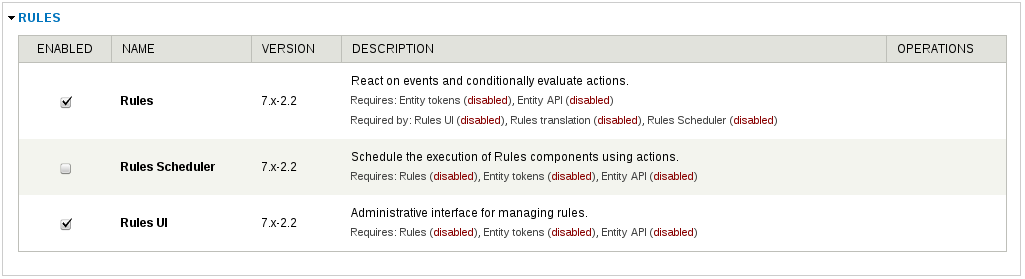 RULES
ENABLED NAME VERSION DESCRIPTION OPERATIONS
Rules 7.x-2.2 React on events and conditionally evaluate actions.
Requires: Entity tokens (disabled), Entity API (disabled)
Required by: Rules UI (disabled), Rules translation (disabled), Rules Scheduler (disabled)
Rules Scheduler 7.x-2.2 Schedule the execution of Rules components using actions.
Requires: Rules (disabled), Entity tokens (disabled), Entity API (disabled)
Rules UI 7.x-2.2 Administrative interface for managing rules.
Requires: Rules (disabled), Entity tokens (disabled), Entity API (disabled)